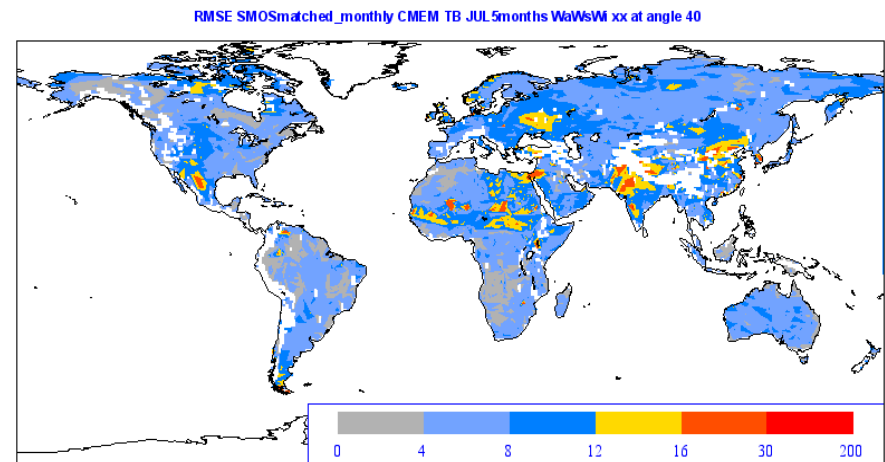 RMSE SMOSmatched_monthly CMEM TB JUL5months WaWsWi xx at angle 40
0 4 8 12 16 30 200